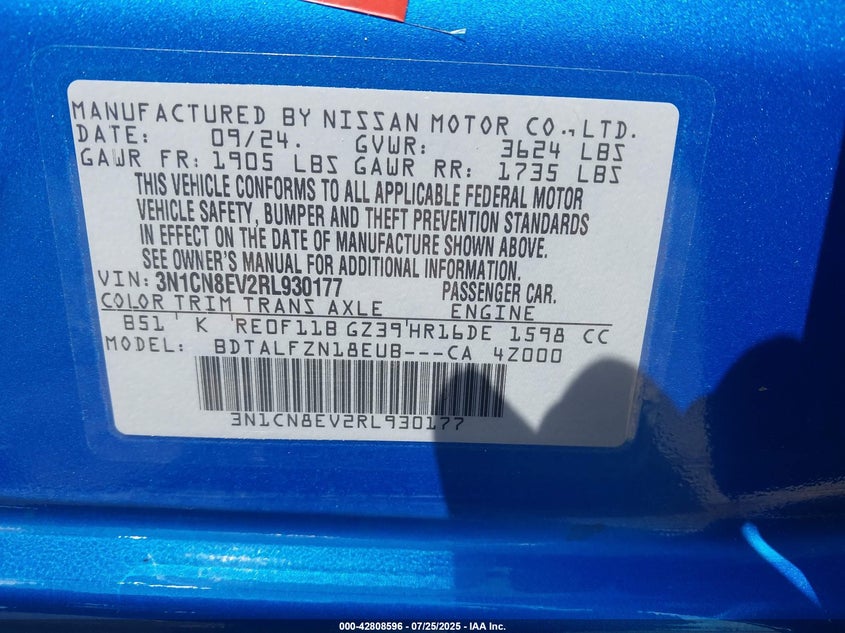 MANUFACTURED BY NISSAN MOTOR CO., LTD.
DATE: 09/24. GVWR: 3624 LBS
GAWR FR: 1905 LBS GAWR RR: 1735 LBS
THIS VEHICLE CONFORMS TO ALL APPLICABLE FEDERAL MOTOR
VEHICLE SAFETY, BUMPER AND THEFT PREVENTION STANDARDS
IN EFFECT ON THE DATE OF MANUFACTURE SHOWN ABOVE.
SEE OWNER'S MANUAL FOR ADDITIONAL INFORMATION.
VIN: 3N1CN8EV2RL930177 PASSENGER CAR.
COLOR TRIM TRANS AXLE ENGINE
B51 K RE0F11B GZ39 HR16DE 1598 CC
MODEL: BDTALFZN18EUB---CA 4Z000
3N1CN8EV2RL930177
000-42808596 - 07/25/2025 - IAA Inc.